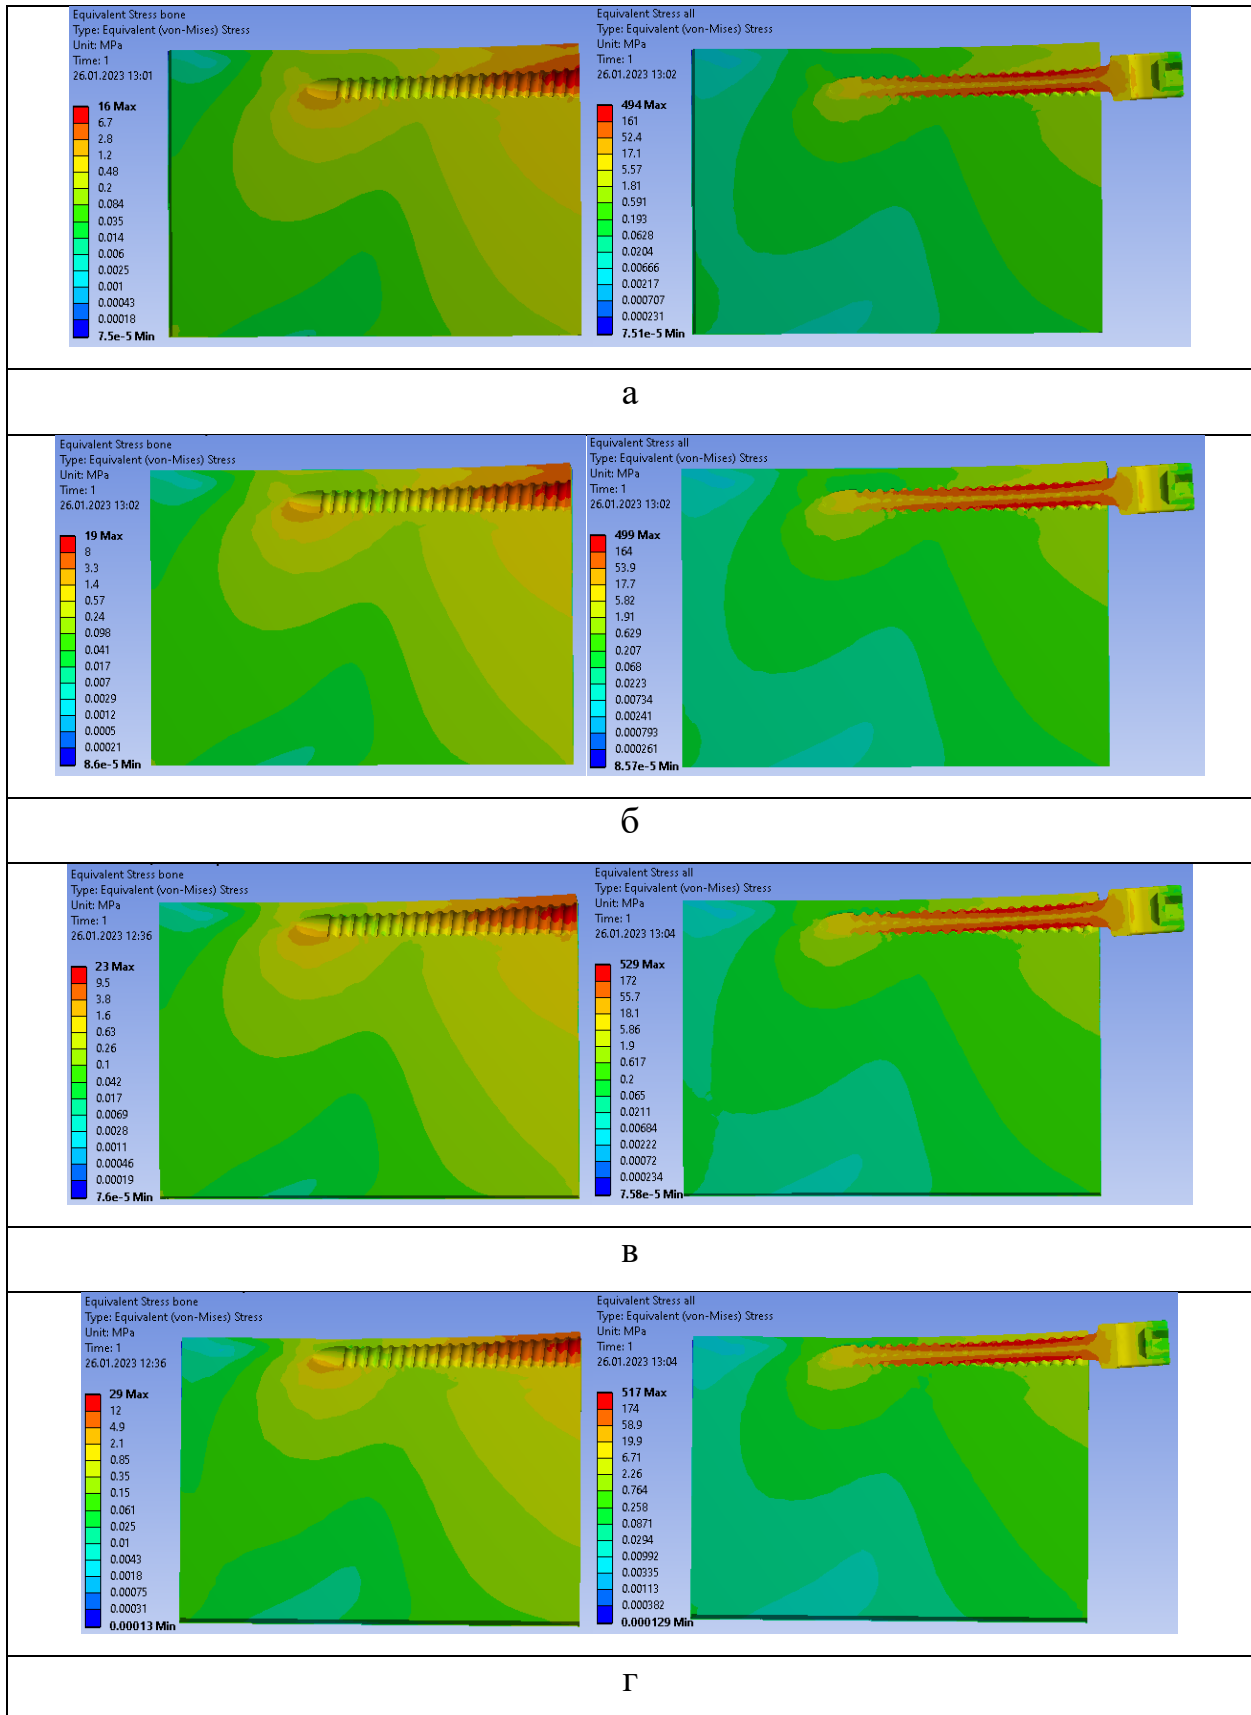 Equivalent Stress bone
Type: Equivalent (von-Mises) Stress
Unit: MPa
Time: 1
26.01.2023 13:01
16 Max
6.7
2.8
1.2
0.48
0.2
0.084
0.035
0.014
0.006
0.0025
0.001
0.00043
0.00018
7.5e-5 Min
Equivalent Stress all
Type: Equivalent (von-Mises) Stress
Unit: MPa
Time: 1
26.01.2023 13:02
494 Max
161
52.4
17.1
5.57
1.81
0.591
0.193
0.0628
0.0204
0.00666
0.00217
0.000707
0.000231
7.51e-5 Min
а
Equivalent Stress bone
Type: Equivalent (von-Mises) Stress
Unit: MPa
Time: 1
26.01.2023 13:02
19 Max
8
3.3
1.4
0.57
0.24
0.098
0.041
0.017
0.007
0.0029
0.0012
0.0005
0.00021
8.6e-5 Min
Equivalent Stress all
Type: Equivalent (von-Mises) Stress
Unit: MPa
Time: 1
26.01.2023 13:02
499 Max
164
53.9
17.7
5.82
1.91
0.629
0.207
0.068
0.0223
0.00734
0.00241
0.000793
0.000261
8.57e-5 Min
б
Equivalent Stress bone
Type: Equivalent (von-Mises) Stress
Unit: MPa
Time: 1
26.01.2023 12:36
23 Max
9.5
3.8
1.6
0.63
0.26
0.1
0.042
0.017
0.0069
0.0028
0.0011
0.00046
0.00019
7.6e-5 Min
Equivalent Stress all
Type: Equivalent (von-Mises) Stress
Unit: MPa
Time: 1
26.01.2023 13:04
529 Max
172
55.7
18.1
5.86
1.9
0.617
0.2
0.065
0.0211
0.00684
0.00222
0.00072
0.000234
7.58e-5 Min
в
Equivalent Stress bone
Type: Equivalent (von-Mises) Stress
Unit: MPa
Time: 1
26.01.2023 12:36
29 Max
12
4.9
2.1
0.85
0.35
0.15
0.061
0.025
0.01
0.0043
0.0018
0.00075
0.00031
0.00013 Min
Equivalent Stress all
Type: Equivalent (von-Mises) Stress
Unit: MPa
Time: 1
26.01.2023 13:04
517 Max
174
58.9
19.9
6.71
2.26
0.764
0.258
0.0871
0.0294
0.00992
0.00335
0.00113
0.000382
0.000129 Min
г